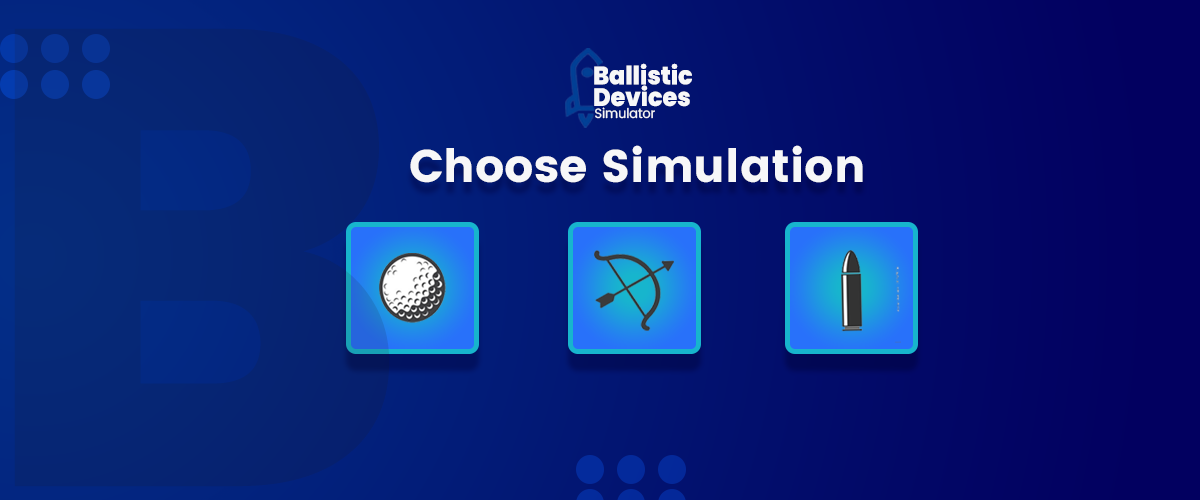 Ballistic
Devices
Simulator
Choose Simulation